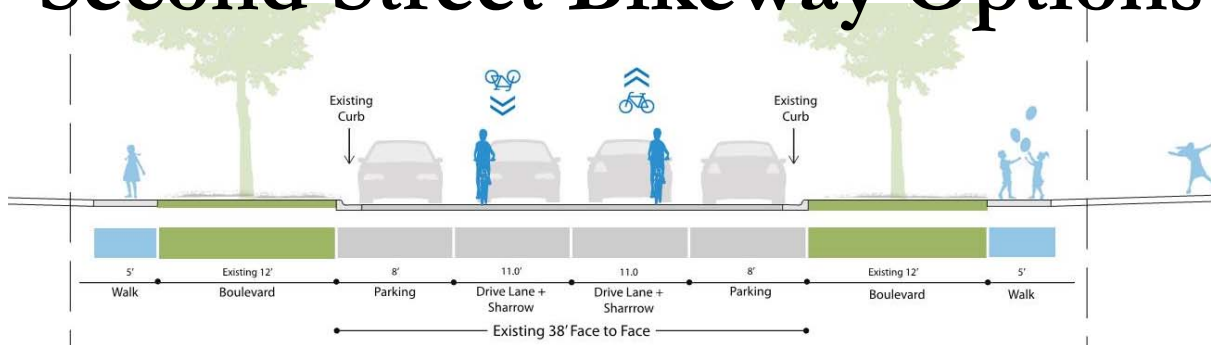 Second Street Bikeway Options
Existing
Curb
Existing
Curb
5'
Existing 12'
8'
11.0'
11.0
8'
Existing 12'
5'
Walk
Boulevard
Parking
Drive Lane +
Sharrow
Drive Lane +
Sharrrow
Parking
Boulevard
Walk
Existing 38' Face to Face